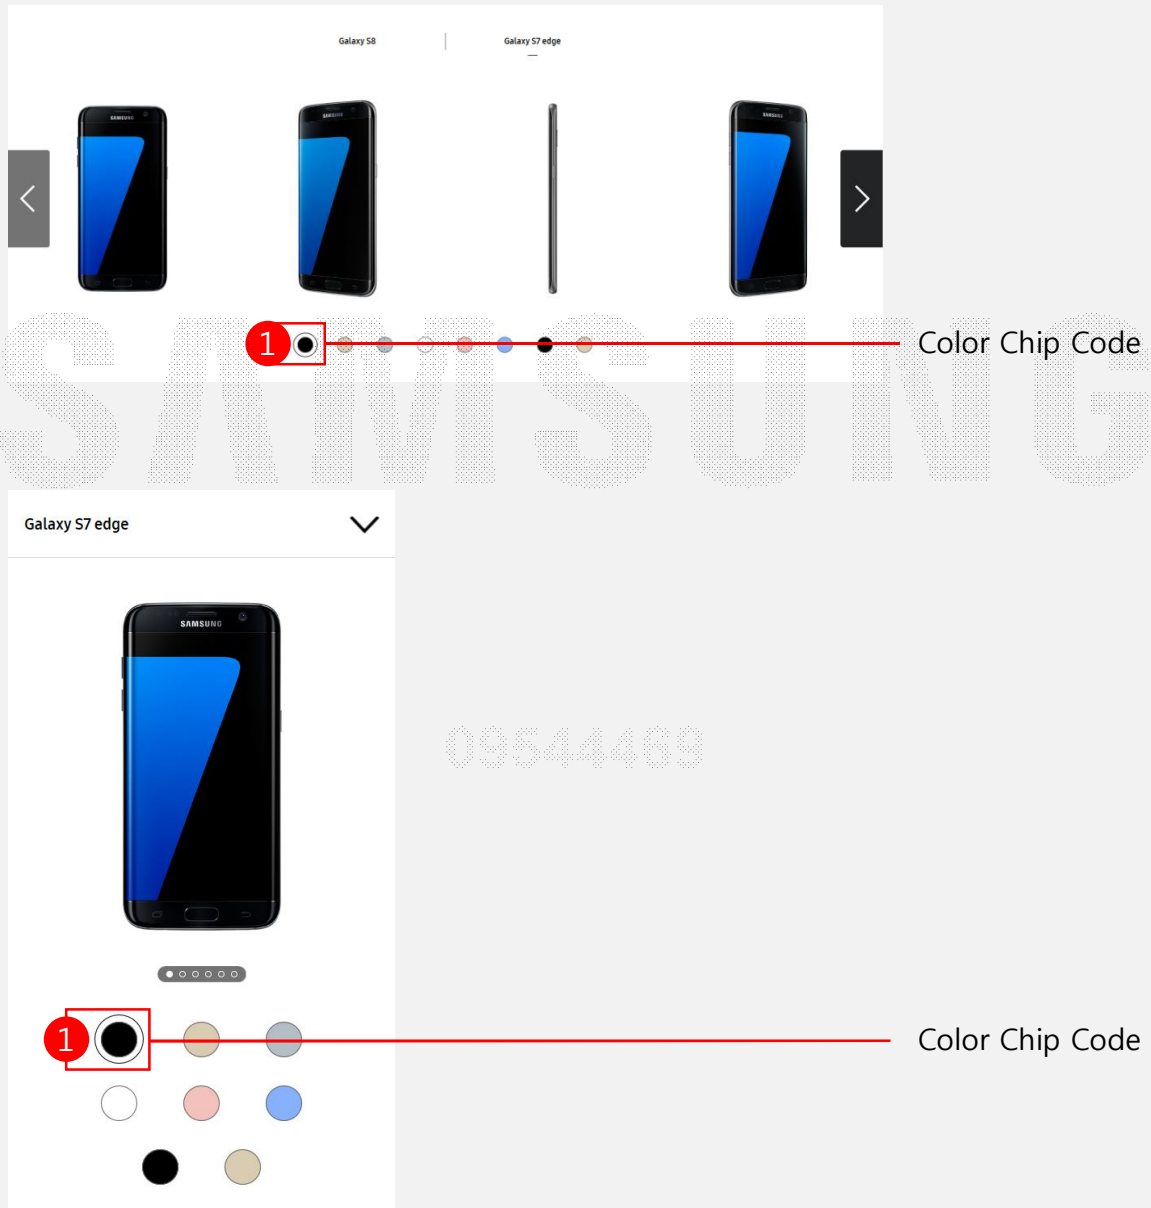 Galaxy S8
Galaxy S7 edge
SAMSUNG
SAMSUNG
SAMSUNG
1
Color Chip Code
SAMSUNG
Galaxy S7 edge
SAMSUNG
09544469
1
Color Chip Code